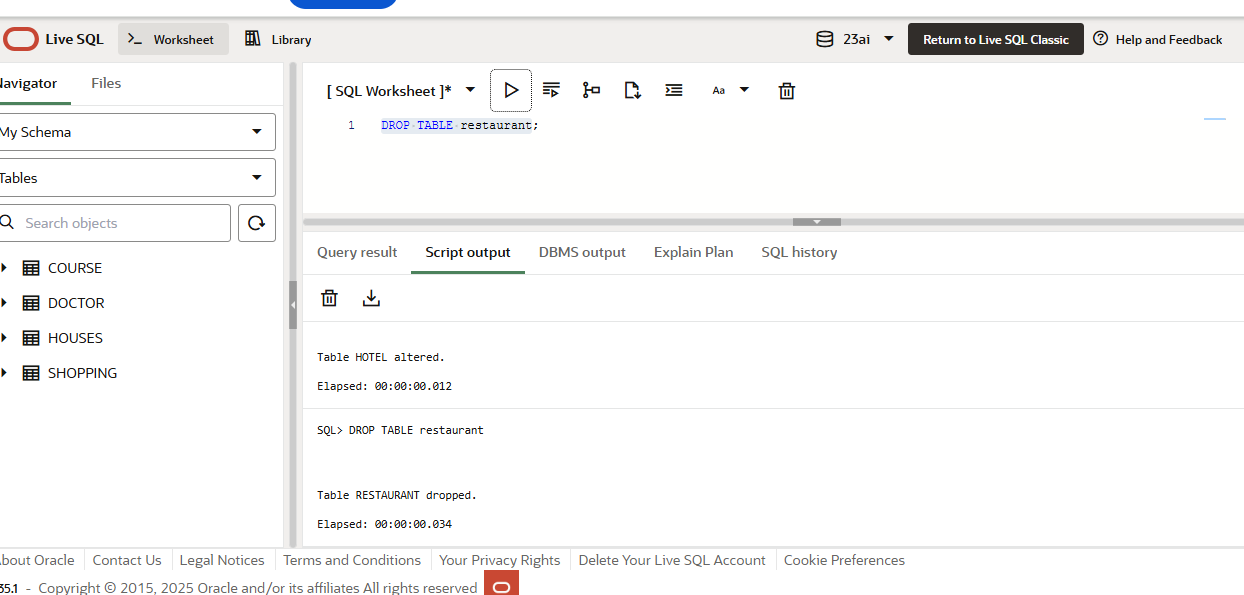 Live SQL
Worksheet
Library
23ai
Return to Live SQL Classic
Help and Feedback
Navigator
Files
My Schema
Tables
Search objects
COURSE
DOCTOR
HOUSES
SHOPPING
[ SQL Worksheet ]*
Aa
1 DROP TABLE restaurant;
Query result
Script output
DBMS output
Explain Plan
SQL history
Table HOTEL altered.
Elapsed: 00:00:00.012
SQL> DROP TABLE restaurant
Table RESTAURANT dropped.
Elapsed: 00:00:00.034
About Oracle
Contact Us
Legal Notices
Terms and Conditions
Your Privacy Rights
Delete Your Live SQL Account
Cookie Preferences
35.1 - Copyright © 2015, 2025 Oracle and/or its affiliates All rights reserved